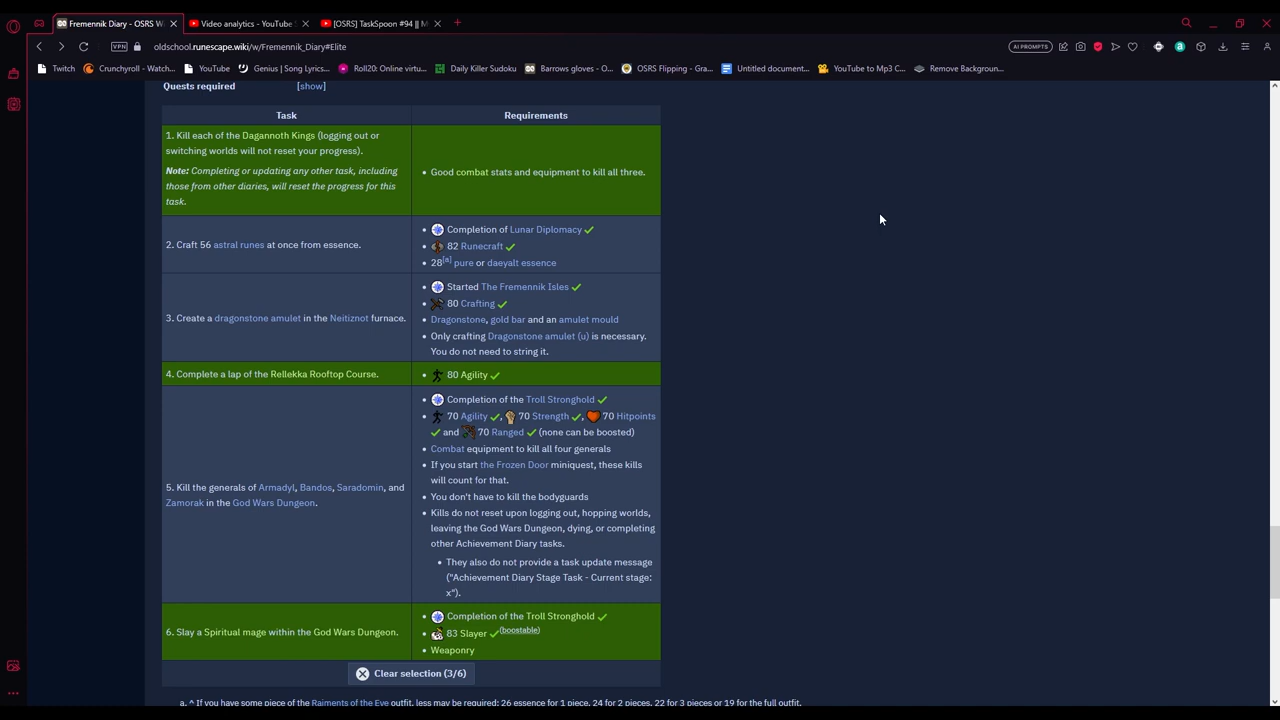 Fremennik Diary - OSRS W
Video analytics - YouTube S
[OSRS] TaskSpoon #94 || M
VPN
oldschool.runescape.wiki/w/Fremennik_Diary#Elite
AI PROMPTS
Twitch
Crunchyroll - Watch...
YouTube
Genius | Song Lyrics...
Roll20: Online virtu...
Daily Killer Sudoku
Barrows gloves - O...
OSRS Flipping - Gra...
Untitled document...
YouTube to Mp3 C...
Remove Backgroun...
Quests required [show]
Task
Requirements
1. Kill each of the Dagannoth Kings (logging out or
switching worlds will not reset your progress).
Note: Completing or updating any other task, including
those from other diaries, will reset the progress for this
task.
• Good combat stats and equipment to kill all three.
2. Craft 56 astral runes at once from essence.
• Completion of Lunar Diplomacy ✓
• 82 Runecraft ✓
• 28[a] pure or daeyalt essence
3. Create a dragonstone amulet in the Neitiznot furnace.
• Started The Fremennik Isles ✓
• 80 Crafting ✓
• Dragonstone, gold bar and an amulet mould
• Only crafting Dragonstone amulet (u) is necessary.
You do not need to string it.
4. Complete a lap of the Rellekka Rooftop Course.
• 80 Agility ✓
5. Kill the generals of Armadyl, Bandos, Saradomin, and
Zamorak in the God Wars Dungeon.
• Completion of the Troll Stronghold ✓
• 70 Agility ✓, 70 Strength ✓, 70 Hitpoints
✓ and 70 Ranged ✓ (none can be boosted)
• Combat equipment to kill all four generals
• If you start the Frozen Door miniquest, these kills
will count for that.
• You don't have to kill the bodyguards
• Kills do not reset upon logging out, hopping worlds,
leaving the God Wars Dungeon, dying, or completing
other Achievement Diary tasks.
• They also do not provide a task update message
("Achievement Diary Stage Task - Current stage:
x").
6. Slay a Spiritual mage within the God Wars Dungeon.
• Completion of the Troll Stronghold ✓
• 83 Slayer ✓ (boostable)
• Weaponry
Clear selection (3/6)
a. ^ If you have some piece of the Raiments of the Eye outfit, less may be required: 26 essence for 1 piece, 24 for 2 pieces, 22 for 3 pieces or 19 for the full outfit.